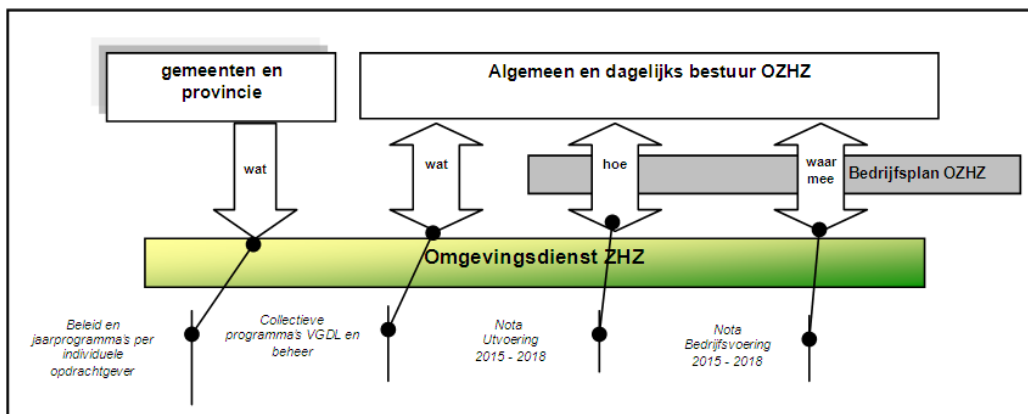 gemeenten en
provincie
Algemeen en dagelijks bestuur OZHZ
wat
wat
hoe
waar
mee
Bedrijfsplan OZHZ
Omgevingsdienst ZHZ
Beleid en
jaarprogramma's per
individuele
opdrachtgever
Collectieve
programma's VGDL en
beheer
Nota
Utvoering
2015 - 2018
Nota
Bedrijfsvoering
2015 - 2018